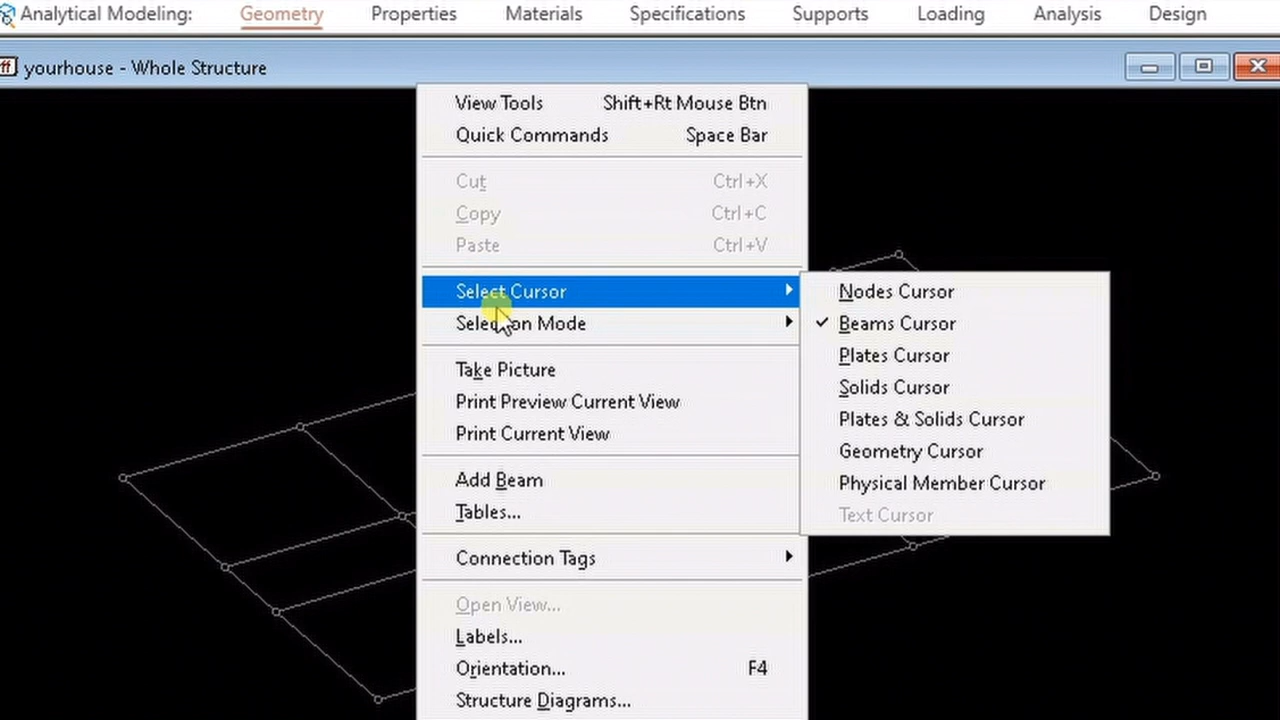 Analytical Modeling: Geometry Properties Materials Specifications Supports Loading Analysis Design
yourhouse - Whole Structure
View Tools Shift+Rt Mouse Btn
Quick Commands Space Bar
Cut Ctrl+X
Copy Ctrl+C
Paste Ctrl+V
Select Cursor
Selection Mode
Take Picture
Print Preview Current View
Print Current View
Add Beam
Tables...
Connection Tags
Open View...
Labels...
Orientation... F4
Structure Diagrams...
Nodes Cursor
Beams Cursor
Plates Cursor
Solids Cursor
Plates & Solids Cursor
Geometry Cursor
Physical Member Cursor
Text Cursor